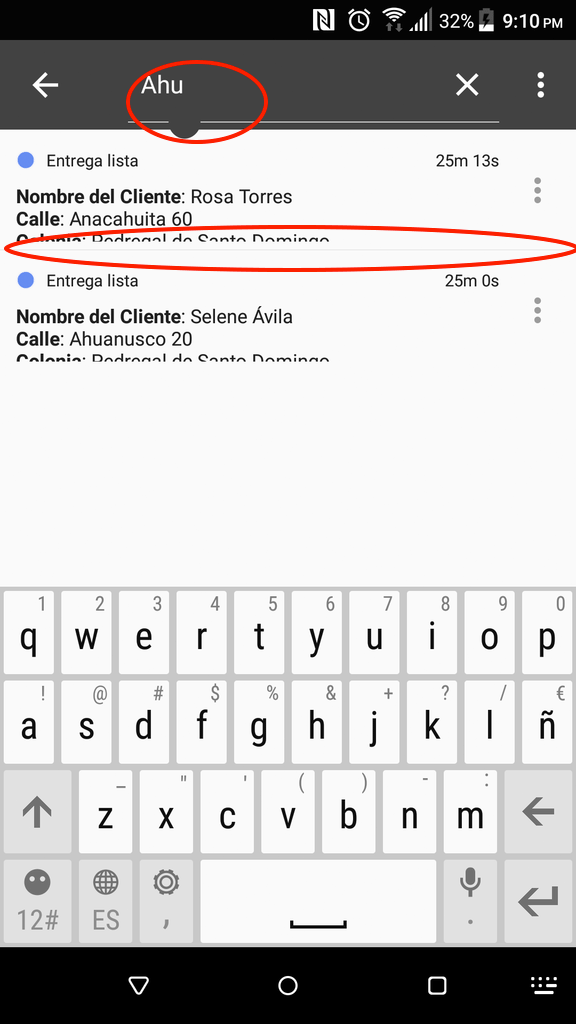 32% 9:10 PM
Ahu
Entrega lista 25m 13s
Nombre del Cliente: Rosa Torres
Calle: Anacahuita 60
Colonia: Pedregal de Santo Domingo
Entrega lista 25m 0s
Nombre del Cliente: Selene Ávila
Calle: Ahuanusco 20
Colonia: Pedregal de Santo Domingo
1 2 3 4 5 6 7 8 9 0
q w e r t y u i o p
! @ # $ % & + ? / €
a s d f g h j k l ñ
_ " ' ( ) - :
z x c v b n m
12# ES , .